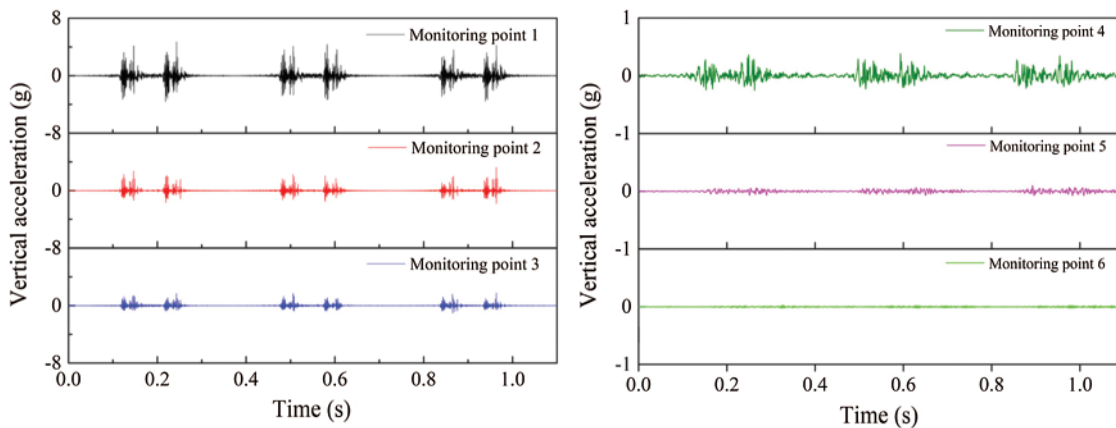 Vertical acceleration (g)
8
0
-8
0
-8
0
-8
Monitoring point 1
Monitoring point 2
Monitoring point 3
0.0 0.2 0.4 0.6 0.8 1.0
Time (s)
Vertical acceleration (g)
1
0
-1
0
-1
0
-1
Monitoring point 4
Monitoring point 5
Monitoring point 6
0.0 0.2 0.4 0.6 0.8 1.0
Time (s)